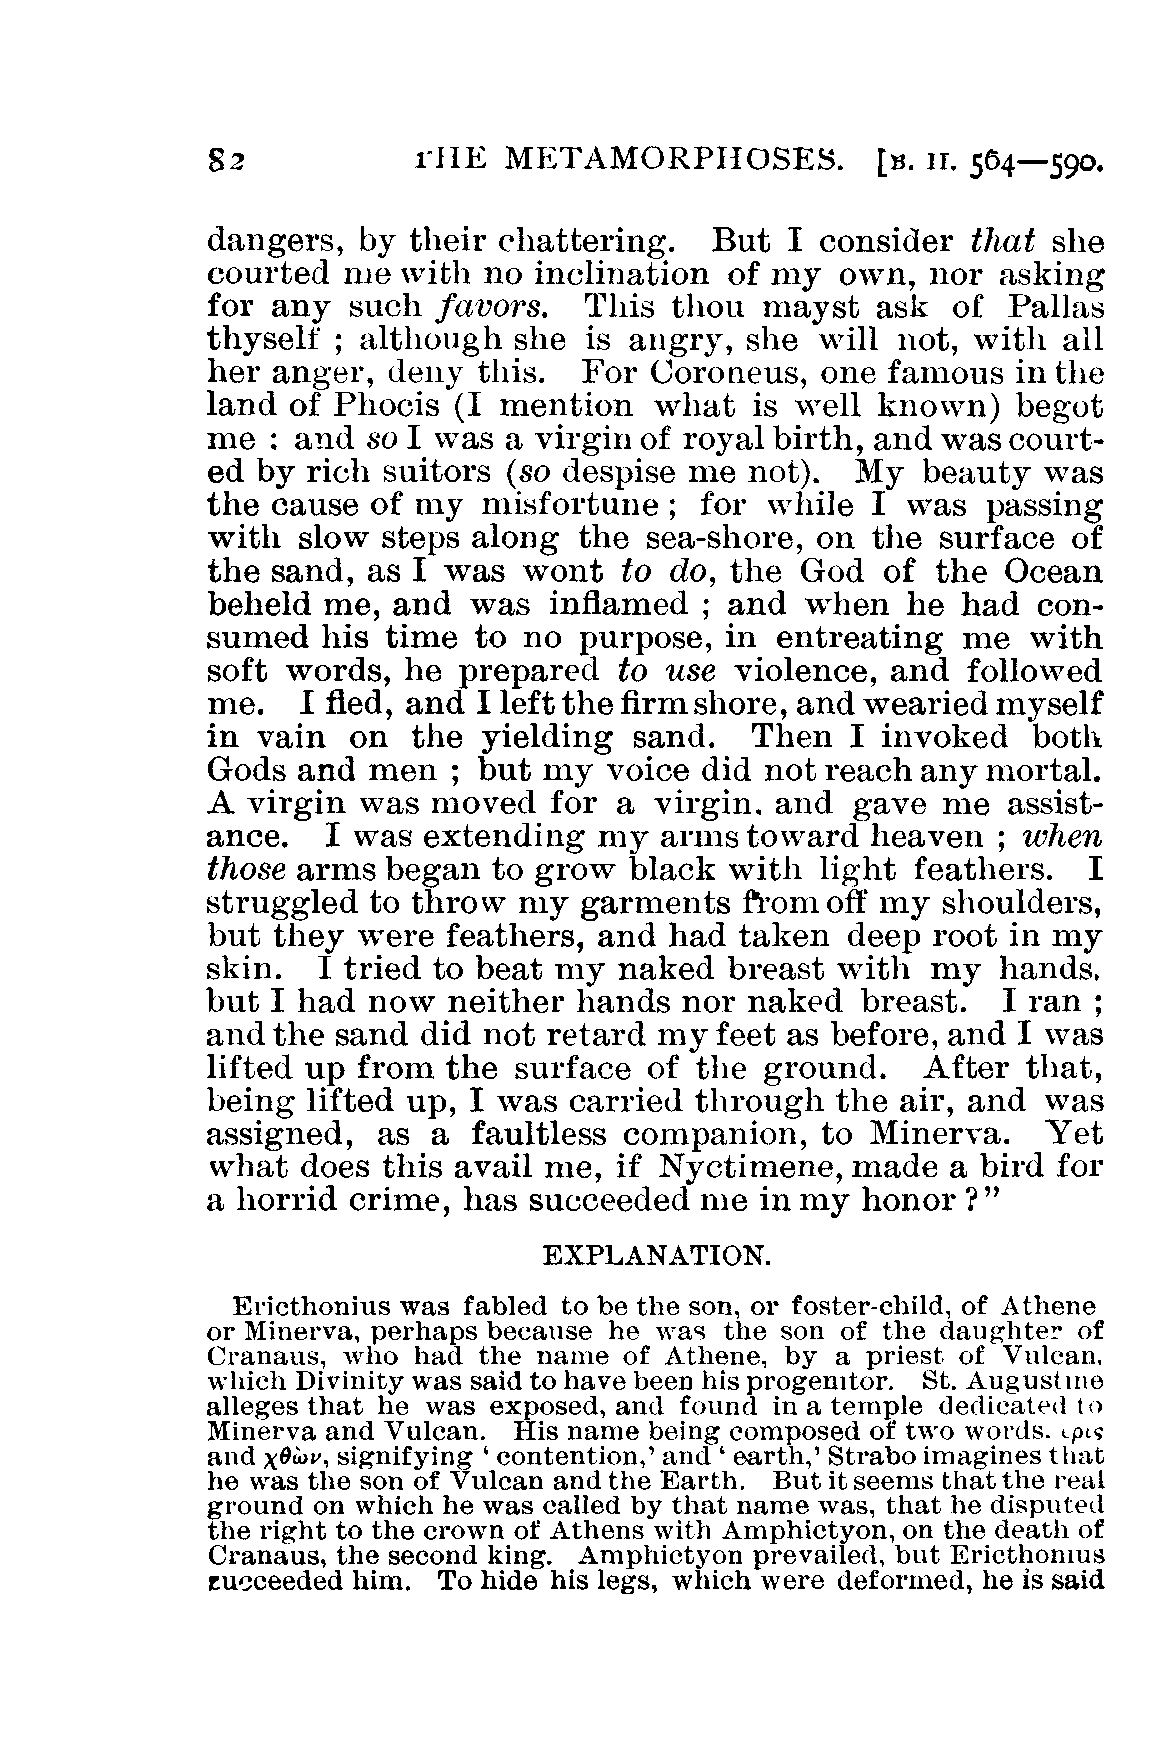 82 THE METAMORPHOSES. [B. II. 564—590.
dangers, by their chattering. But I consider that she
courted me with no inclination of my own, nor asking
for any such favors. This thou mayst ask of Pallas
thyself ; although she is angry, she will not, with all
her anger, deny this. For Coroneus, one famous in the
land of Phocis (I mention what is well known) begot
me : and so I was a virgin of royal birth, and was court-
ed by rich suitors (so despise me not). My beauty was
the cause of my misfortune ; for while I was passing
with slow steps along the sea-shore, on the surface of
the sand, as I was wont to do, the God of the Ocean
beheld me, and was inflamed ; and when he had con-
sumed his time to no purpose, in entreating me with
soft words, he prepared to use violence, and followed
me. I fled, and I left the firm shore, and wearied myself
in vain on the yielding sand. Then I invoked both
Gods and men ; but my voice did not reach any mortal.
A virgin was moved for a virgin. and gave me assist-
ance. I was extending my arms toward heaven ; when
those arms began to grow black with light feathers. I
struggled to throw my garments from off my shoulders,
but they were feathers, and had taken deep root in my
skin. I tried to beat my naked breast with my hands,
but I had now neither hands nor naked breast. I ran ;
and the sand did not retard my feet as before, and I was
lifted up from the surface of the ground. After that,
being lifted up, I was carried through the air, and was
assigned, as a faultless companion, to Minerva. Yet
what does this avail me, if Nyctimene, made a bird for
a horrid crime, has succeeded me in my honor ?”
EXPLANATION.
Ericthonius was fabled to be the son, or foster-child, of Athene
or Minerva, perhaps because he was the son of the daughter of
Cranaus, who had the name of Athene, by a priest of Vulcan,
which Divinity was said to have been his progenitor. St. Augustine
alleges that he was exposed, and found in a temple dedicated to
Minerva and Vulcan. His name being composed of two words. ερις
and χθὼν, signifying ‘ contention,’ and ‘ earth,’ Strabo imagines that
he was the son of Vulcan and the Earth. But it seems that the real
ground on which he was called by that name was, that he disputed
the right to the crown of Athens with Amphictyon, on the death of
Cranaus, the second king. Amphictyon prevailed, but Ericthonius
succeeded him. To hide his legs, which were deformed, he is said